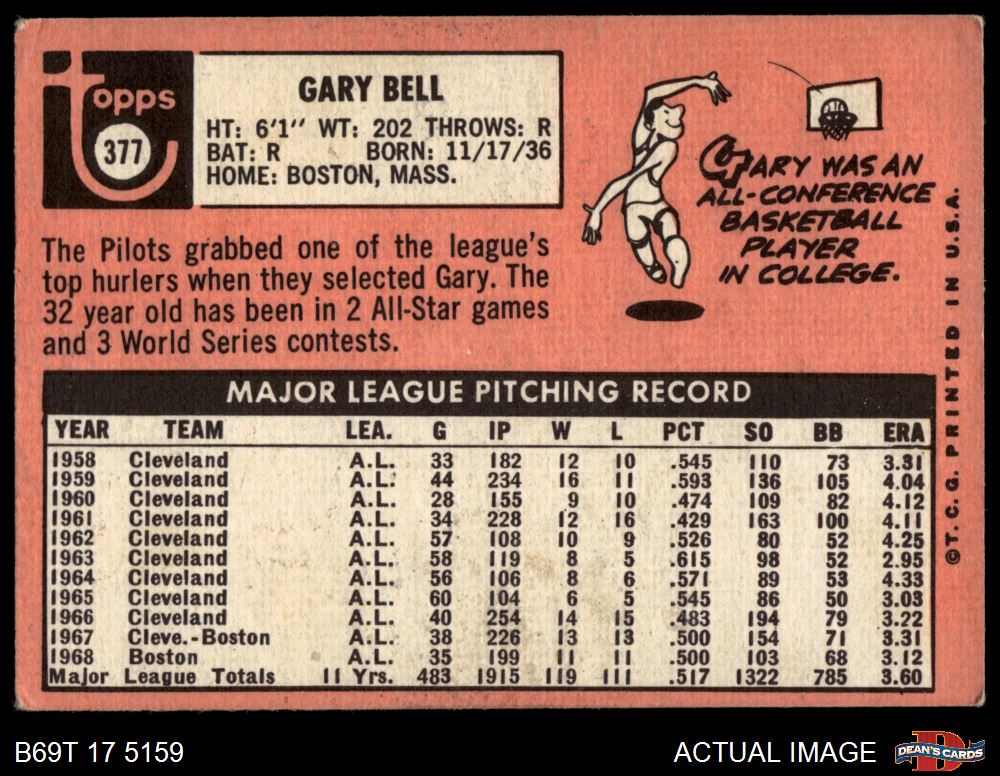 Topps
377
GARY BELL
HT: 6'1'' WT: 202 THROWS: R
BAT: R BORN: 11/17/36
HOME: BOSTON, MASS.
The Pilots grabbed one of the league's
top hurlers when they selected Gary. The
32 year old has been in 2 All-Star games
and 3 World Series contests.
GARY WAS AN
ALL-CONFERENCE
BASKETBALL
PLAYER
IN COLLEGE.
©T.C.G. PRINTED IN U.S.A.
MAJOR LEAGUE PITCHING RECORD
YEAR TEAM LEA. G IP W L PCT SO BB ERA
1958 Cleveland A.L. 33 182 12 10 .545 110 73 3.31
1959 Cleveland A.L. 44 234 16 11 .593 136 105 4.04
1960 Cleveland A.L. 28 155 9 10 .474 109 82 4.12
1961 Cleveland A.L. 34 228 12 16 .429 163 100 4.11
1962 Cleveland A.L. 57 108 10 9 .526 80 52 4.25
1963 Cleveland A.L. 58 119 8 5 .615 98 52 2.95
1964 Cleveland A.L. 56 106 8 6 .571 89 53 4.33
1965 Cleveland A.L. 60 104 6 5 .545 86 50 3.03
1966 Cleveland A.L. 40 254 14 15 .483 194 79 3.22
1967 Cleve.-Boston A.L. 38 226 13 13 .500 154 71 3.31
1968 Boston A.L. 35 199 11 11 .500 103 68 3.12
Major League Totals 11 Yrs. 483 1915 119 111 .517 1322 785 3.60
B69T 17 5159
ACTUAL IMAGE
D
DEAN'S CARDS